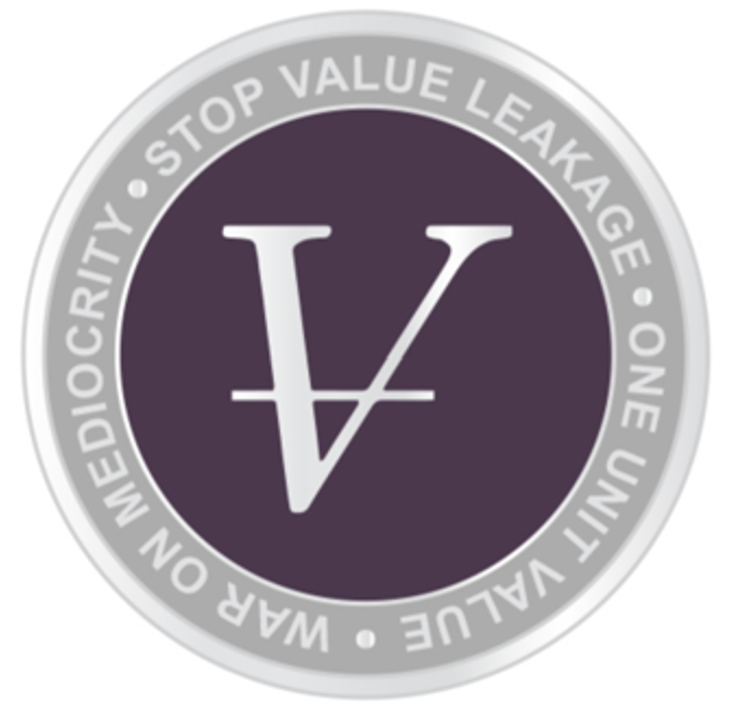 STOP VALUE LEAKAGE • ONE UNIT VALUE • WAR ON MEDIOCRITY •
V